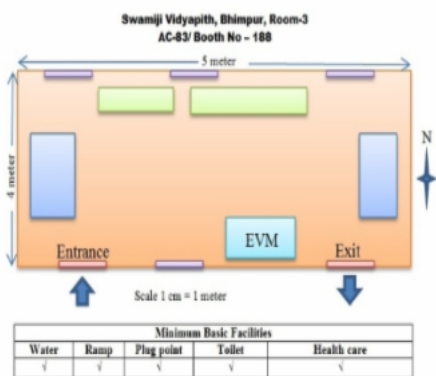 Swamiji Vidyapith, Bhimpur, Room-3
AC-83/ Booth No – 188
5 meter
4 meter
N
EVM
Entrance
Exit
Scale 1 cm = 1 meter
Minimum Basic Facilities
Water Ramp Plug point Toilet Health care
√ √ √ √ √